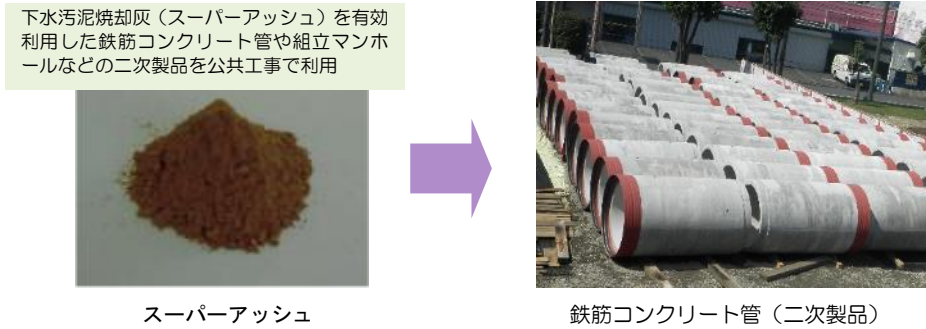 下水汚泥焼却灰（スーパーアッシュ）を有効
利用した鉄筋コンクリート管や組立マンホ
ールなどの二次製品を公共工事で利用
スーパーアッシュ
鉄筋コンクリート管（二次製品）